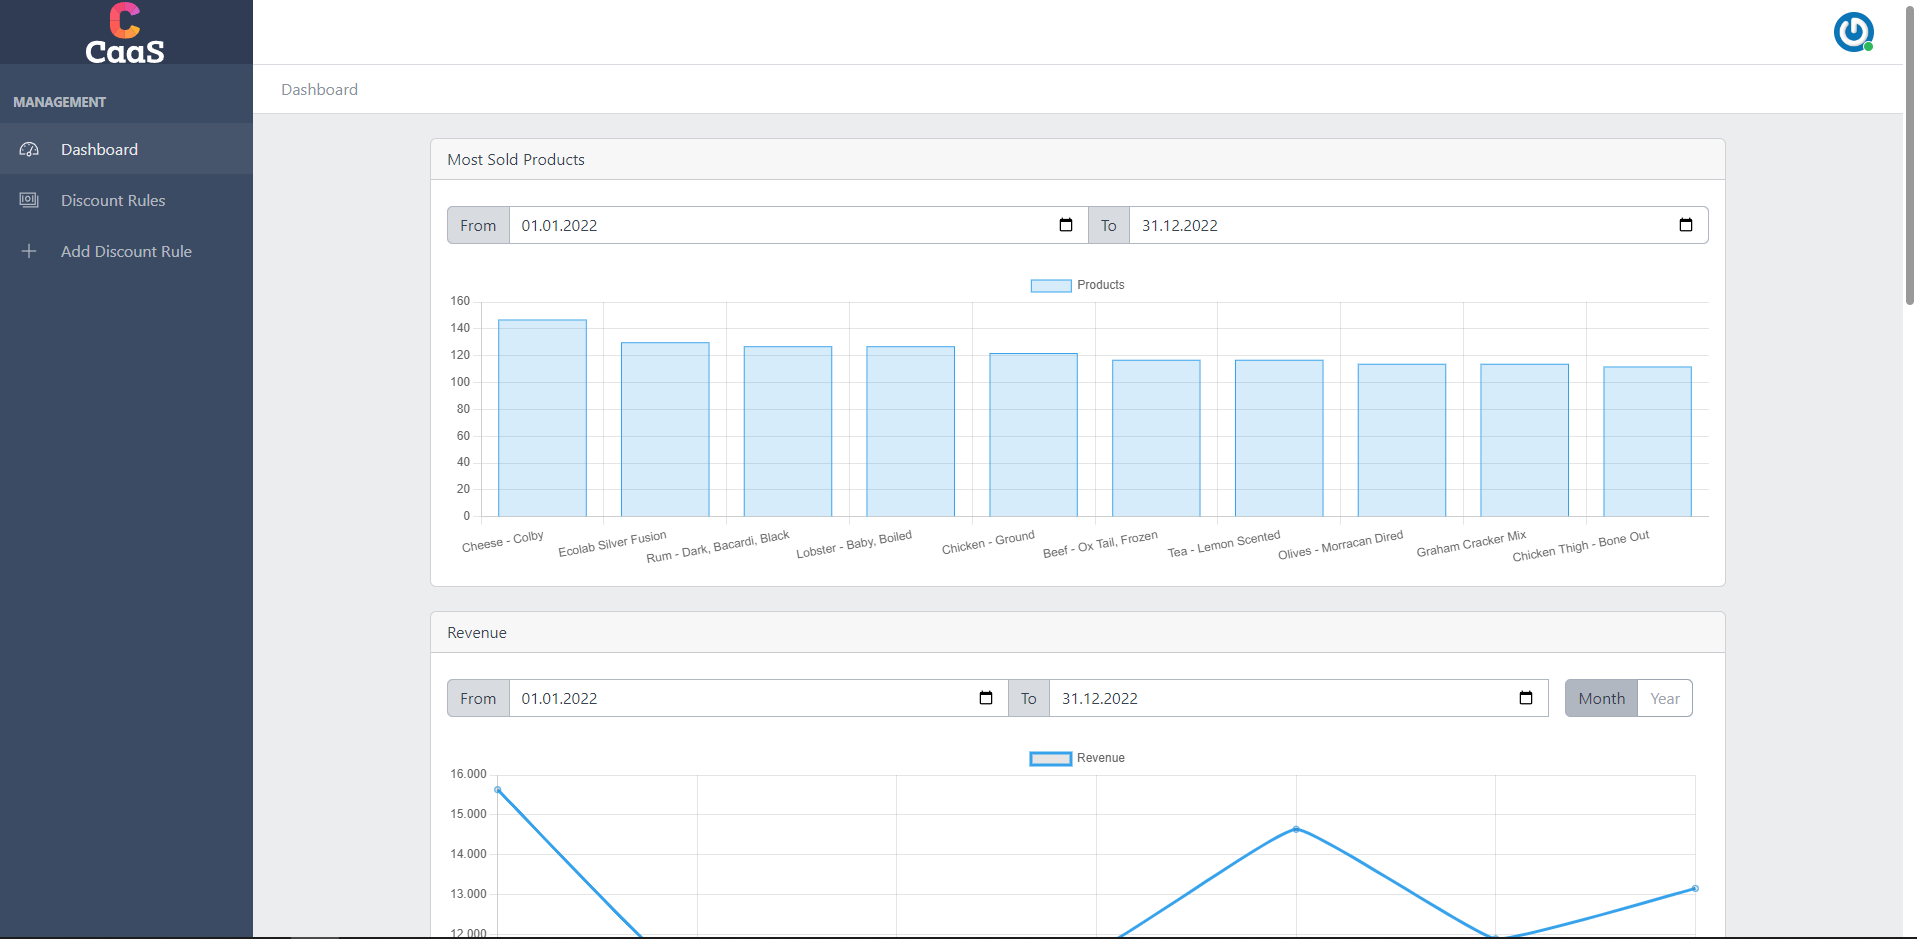 CaaS
MANAGEMENT
Dashboard
Discount Rules
Add Discount Rule
Dashboard
Most Sold Products
From 01.01.2022 To 31.12.2022
Products
160
140
120
100
80
60
40
20
0
Cheese - Colby
Ecolab Silver Fusion
Rum - Dark, Bacardi, Black
Lobster - Baby, Boiled
Chicken - Ground
Beef - Ox Tail, Frozen
Tea - Lemon Scented
Olives - Morracan Dired
Graham Cracker Mix
Chicken Thigh - Bone Out
Revenue
From 01.01.2022 To 31.12.2022 Month Year
Revenue
16.000
15.000
14.000
13.000
12.000